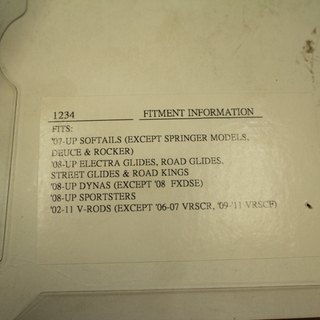 1234 FITMENT INFORMATION
FITS:
'07-UP SOFTAILS (EXCEPT SPRINGER MODELS,
DEUCE & ROCKER)
'08-UP ELECTRA GLIDES, ROAD GLIDES,
STREET GLIDES & ROAD KINGS
'08-UP DYNAS (EXCEPT '08 FXDSE)
'08-UP SPORTSTERS
'02-11 V-RODS (EXCEPT '06-07 VRSCR, '09-'11 VRSCF)